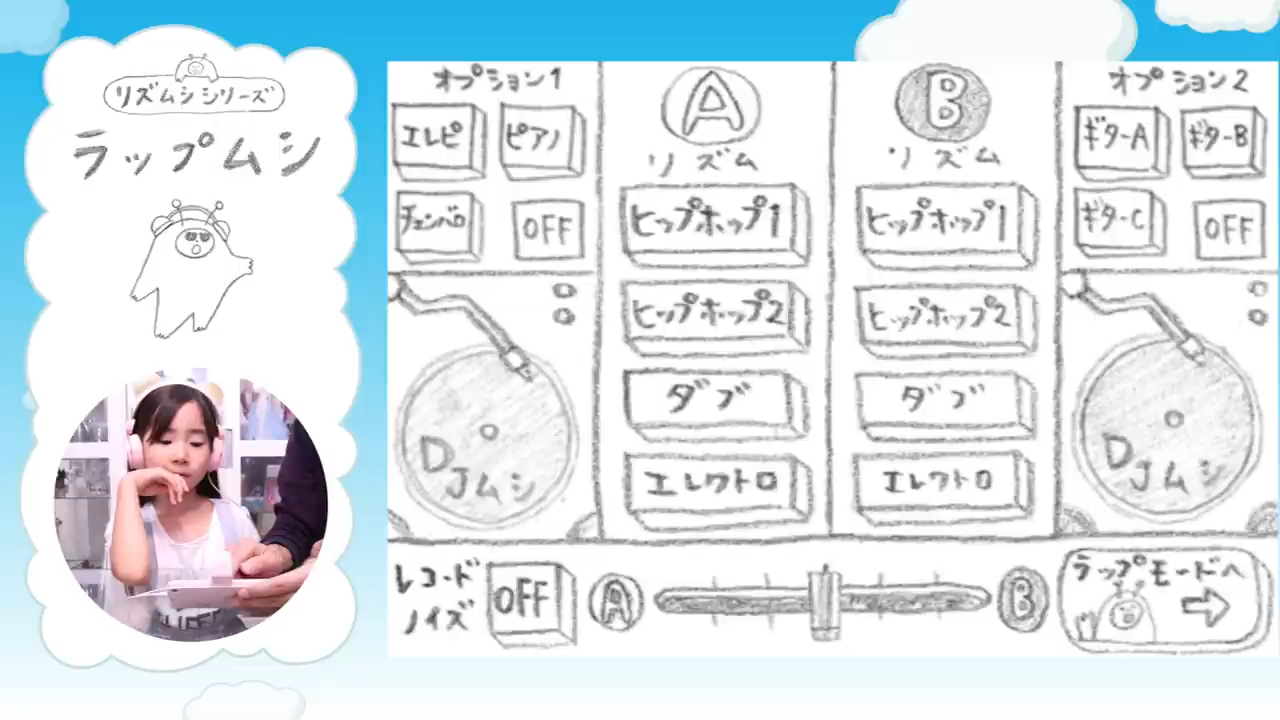 リズムシシリーズ
ラップムシ
オプション1
エレピ
ピアノ
チェンバロ
OFF
A
リズム
ヒップホップ1
ヒップホップ2
ダブ
エレクトロ
B
リズム
ヒップホップ1
ヒップホップ2
ダブ
エレクトロ
オプション2
ギターA
ギターB
ギターC
OFF
DJムシ
DJムシ
レコード
ノイズ
OFF
A
B
ラップモードへ